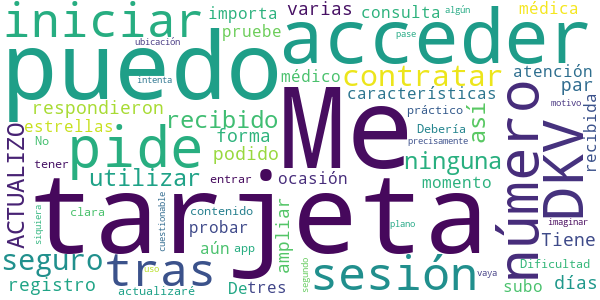 iniciar
importa
varias
consulta
algún
médica
ubicación
pruebe
pase
puedo
acceder
intenta
médico
contratar
atención
par
respondieron
recibido
características
estrellas
forma
así
motivo
práctico
No
ACTUALIZO
pide
podido
Me
Debería
precisamente
ninguna
número
DKV
recibida
tener
utilizar
entrar
ocasión
momento
tarjeta
siquiera
clara
contenido
cuestionable
probar
ampliar
plano
imaginar
Tiene
seguro
tras
uso
aún
app
segundo
sesión
vaya
Dificultad
registro
actualizaré
De
tres
subo
días